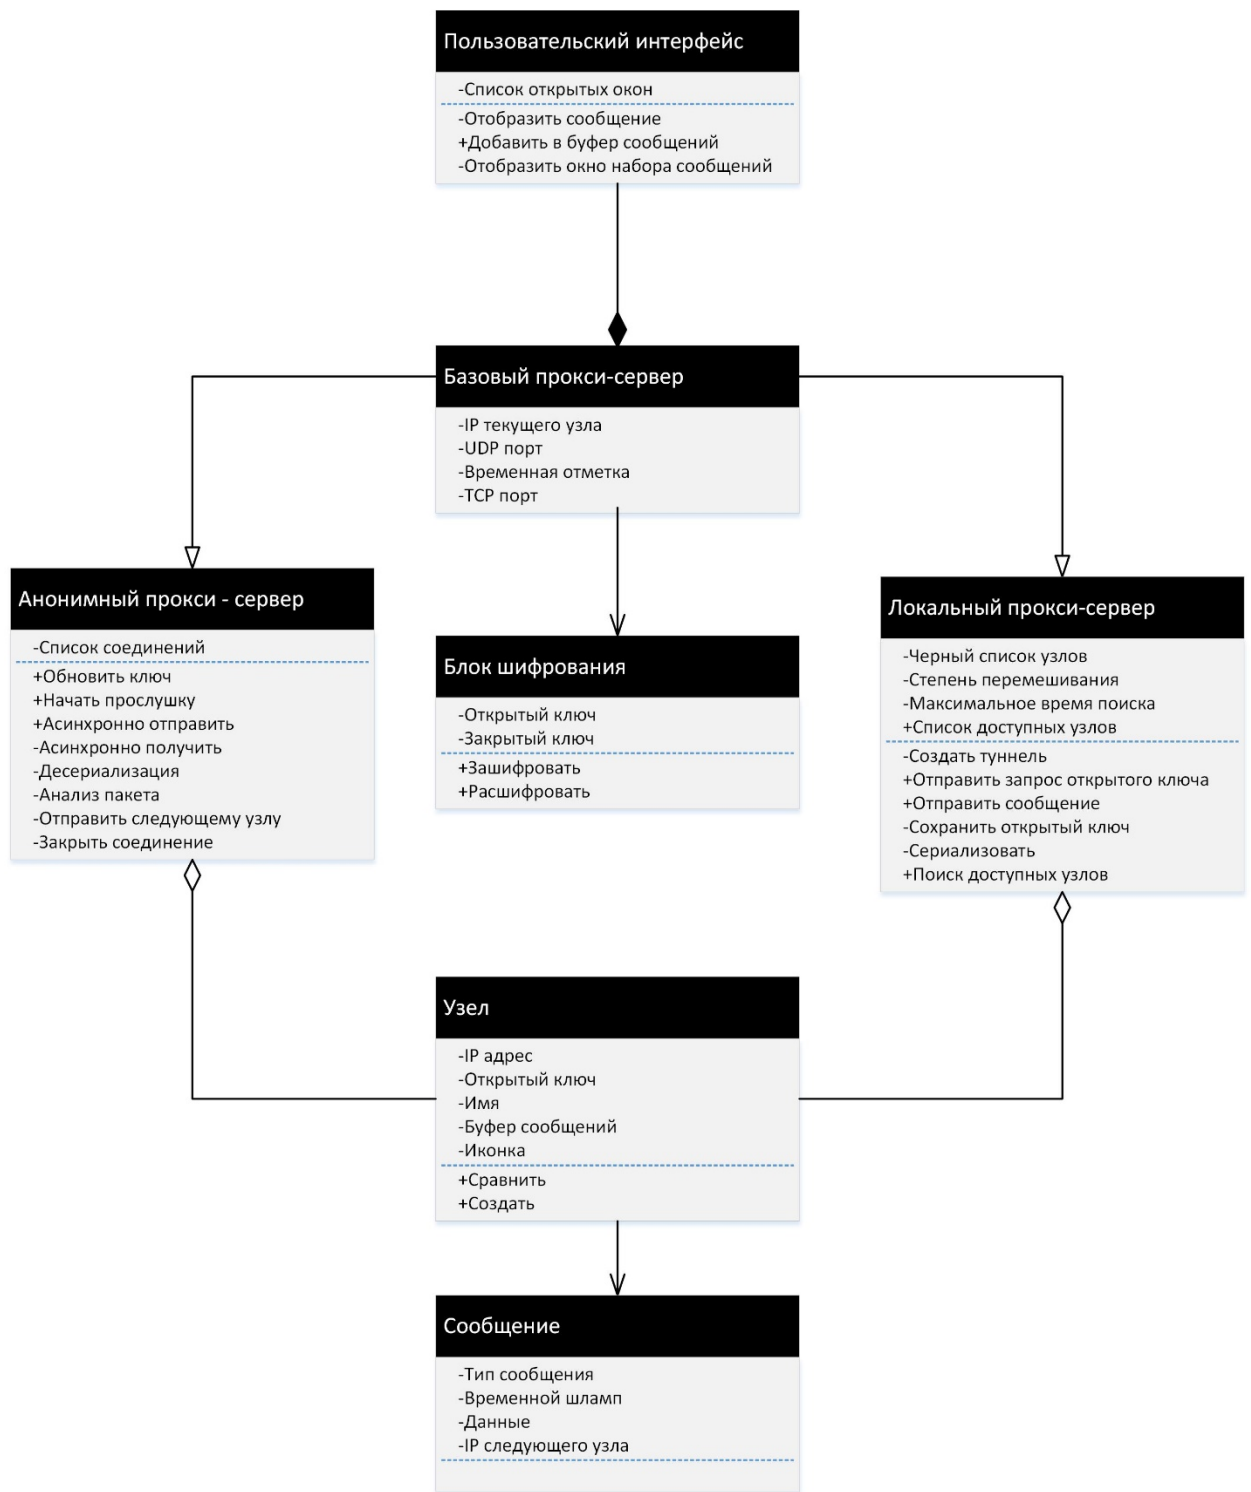 Пользовательский интерфейс
-Список открытых окон
-Отобразить сообщение
+Добавить в буфер сообщений
-Отобразить окно набора сообщений
Базовый прокси-сервер
-IP текущего узла
-UDP порт
-Временная отметка
-TCP порт
Анонимный прокси - сервер
-Список соединений
+Обновить ключ
+Начать прослушку
+Асинхронно отправить
-Асинхронно получить
-Десериализация
-Анализ пакета
-Отправить следующему узлу
-Закрыть соединение
Блок шифрования
-Открытый ключ
-Закрытый ключ
+Зашифровать
+Расшифровать
Локальный прокси-сервер
-Черный список узлов
-Степень перемешивания
-Максимальное время поиска
+Список доступных узлов
-Создать туннель
+Отправить запрос открытого ключа
+Отправить сообщение
-Сохранить открытый ключ
-Сериализовать
+Поиск доступных узлов
Узел
-IP адрес
-Открытый ключ
-Имя
-Буфер сообщений
-Иконка
+Сравнить
+Создать
Сообщение
-Тип сообщения
-Временной шламп
-Данные
-IP следующего узла